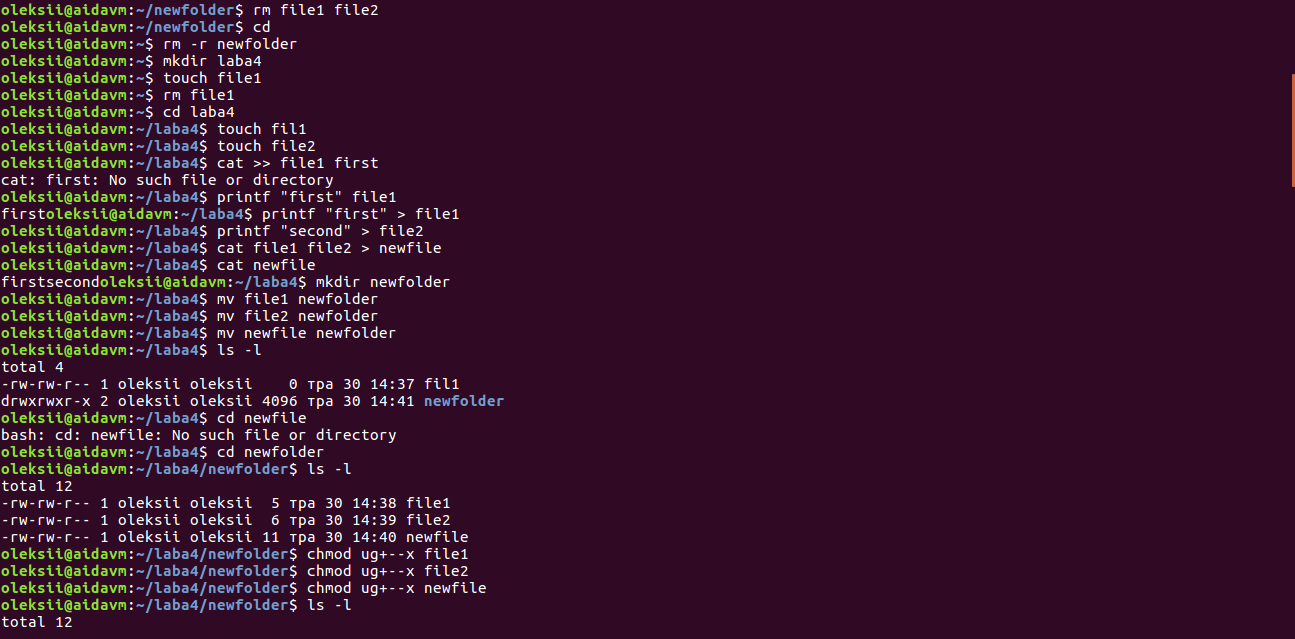 oleksii@aidavm:~/newfolder$ rm file1 file2
oleksii@aidavm:~/newfolder$ cd
oleksii@aidavm:~$ rm -r newfolder
oleksii@aidavm:~$ mkdir laba4
oleksii@aidavm:~$ touch file1
oleksii@aidavm:~$ rm file1
oleksii@aidavm:~$ cd laba4
oleksii@aidavm:~/laba4$ touch fil1
oleksii@aidavm:~/laba4$ touch file2
oleksii@aidavm:~/laba4$ cat >> file1 first
cat: first: No such file or directory
oleksii@aidavm:~/laba4$ printf "first" file1
firstoleksii@aidavm:~/laba4$ printf "first" > file1
oleksii@aidavm:~/laba4$ printf "second" > file2
oleksii@aidavm:~/laba4$ cat file1 file2 > newfile
oleksii@aidavm:~/laba4$ cat newfile
firstsecondoleksii@aidavm:~/laba4$ mkdir newfolder
oleksii@aidavm:~/laba4$ mv file1 newfolder
oleksii@aidavm:~/laba4$ mv file2 newfolder
oleksii@aidavm:~/laba4$ mv newfile newfolder
oleksii@aidavm:~/laba4$ ls -l
total 4
-rw-rw-r-- 1 oleksii oleksii    0 тра 30 14:37 fil1
drwxrwxr-x 2 oleksii oleksii 4096 тра 30 14:41 newfolder
oleksii@aidavm:~/laba4$ cd newfile
bash: cd: newfile: No such file or directory
oleksii@aidavm:~/laba4$ cd newfolder
oleksii@aidavm:~/laba4/newfolder$ ls -l
total 12
-rw-rw-r-- 1 oleksii oleksii  5 тра 30 14:38 file1
-rw-rw-r-- 1 oleksii oleksii  6 тра 30 14:39 file2
-rw-rw-r-- 1 oleksii oleksii 11 тра 30 14:40 newfile
oleksii@aidavm:~/laba4/newfolder$ chmod ug+--x file1
oleksii@aidavm:~/laba4/newfolder$ chmod ug+--x file2
oleksii@aidavm:~/laba4/newfolder$ chmod ug+--x newfile
oleksii@aidavm:~/laba4/newfolder$ ls -l
total 12